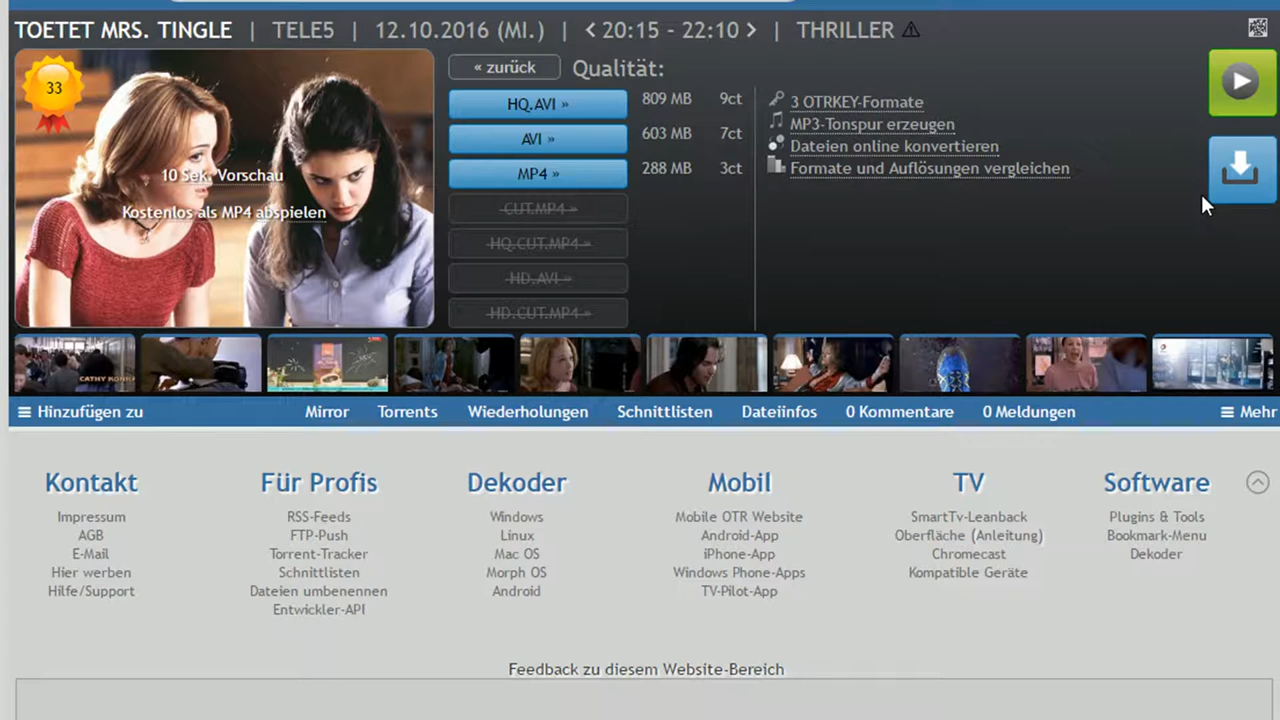 TOETET MRS. TINGLE | TELE5 | 12.10.2016 (MI.) | < 20:15 - 22:10 > | THRILLER
33
10 Sek. Vorschau
Kostenlos als MP4 abspielen
« zurück Qualität:
HQ.AVI » 809 MB 9ct
AVI » 603 MB 7ct
MP4 » 288 MB 3ct
CUT.MP4 »
HQ.CUT.MP4 »
HD.AVI »
HD.CUT.MP4 »
3 OTRKEY-Formate
MP3-Tonspur erzeugen
Dateien online konvertieren
Formate und Auflösungen vergleichen
Hinzufügen zu Mirror Torrents Wiederholungen Schnittlisten Dateiinfos 0 Kommentare 0 Meldungen Mehr
Kontakt
Impressum
AGB
E-Mail
Hier werben
Hilfe/Support
Für Profis
RSS-Feeds
FTP-Push
Torrent-Tracker
Schnittlisten
Dateien umbenennen
Entwickler-API
Dekoder
Windows
Linux
Mac OS
Morph OS
Android
Mobil
Mobile OTR Website
Android-App
iPhone-App
Windows Phone-Apps
TV-Pilot-App
TV
SmartTv-Leanback
Oberfläche (Anleitung)
Chromecast
Kompatible Geräte
Software
Plugins & Tools
Bookmark-Menu
Dekoder
Feedback zu diesem Website-Bereich